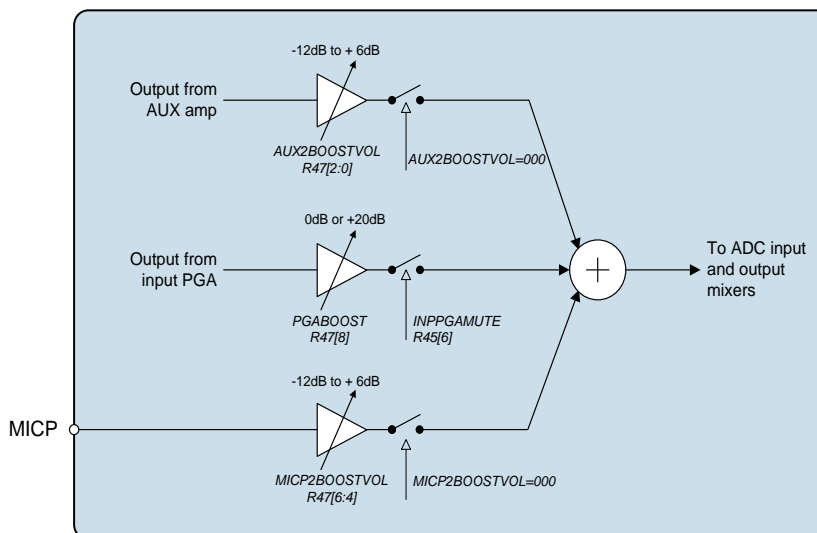 -12dB to + 6dB
Output from
AUX amp
AUX2BOOSTVOL
R47[2:0]
AUX2BOOSTVOL=000
0dB or +20dB
Output from
input PGA
PGABOOST
R47[8]
INPPGAMUTE
R45[6]
To ADC input
and output
mixers
-12dB to + 6dB
MICP
MICP2BOOSTVOL
R47[6:4]
MICP2BOOSTVOL=000